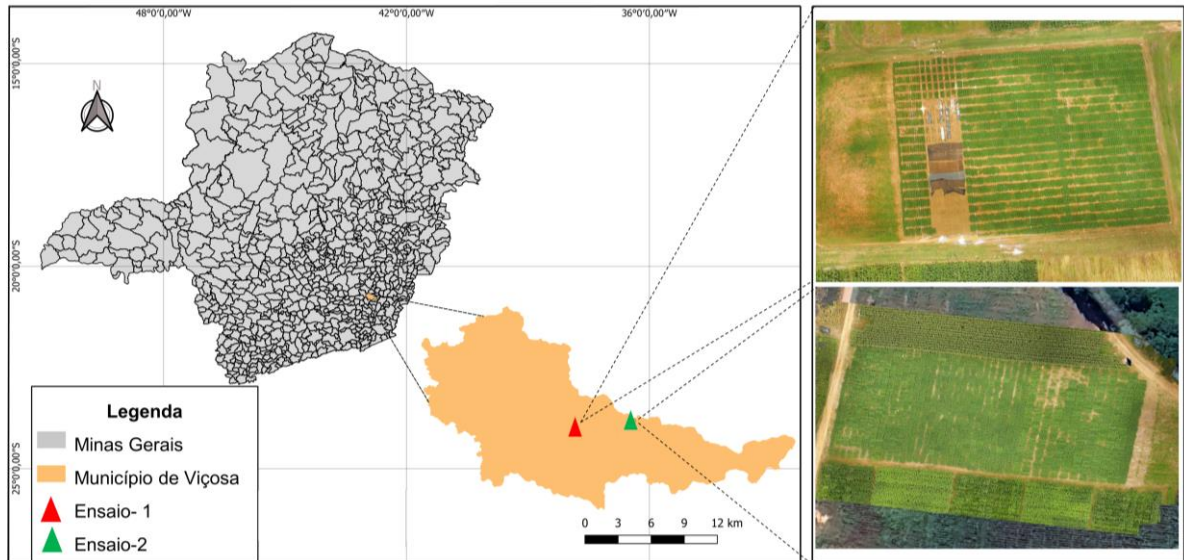 48°0'0,00"W 42°0'0,00"W 36°0'0,00"W
15°0'0,00"S
N
20°0'0,00"S
25°0'0,00"S
Legenda
Minas Gerais
Município de Viçosa
Ensaio- 1
Ensaio-2
0 3 6 9 12 km